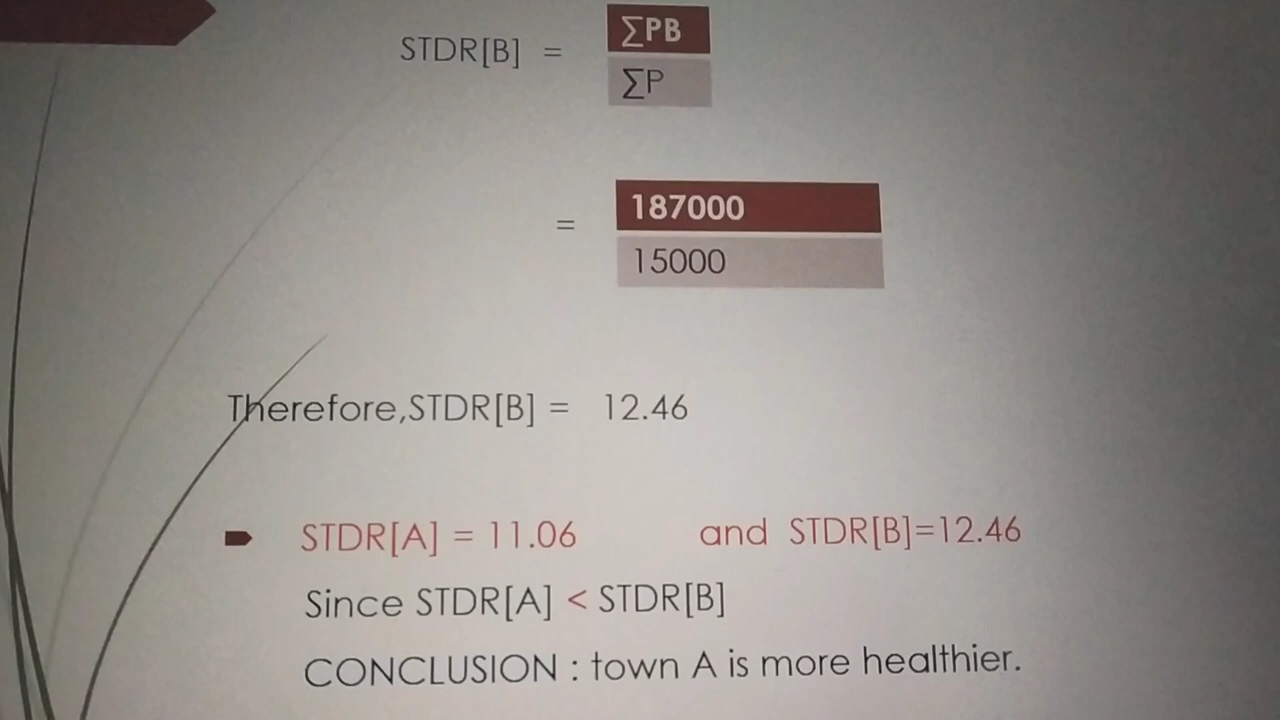 STDR[B] =
∑PB
∑P
=
187000
15000
Therefore,STDR[B] = 12.46
STDR[A] = 11.06 and STDR[B]=12.46
Since STDR[A] < STDR[B]
CONCLUSION : town A is more healthier.